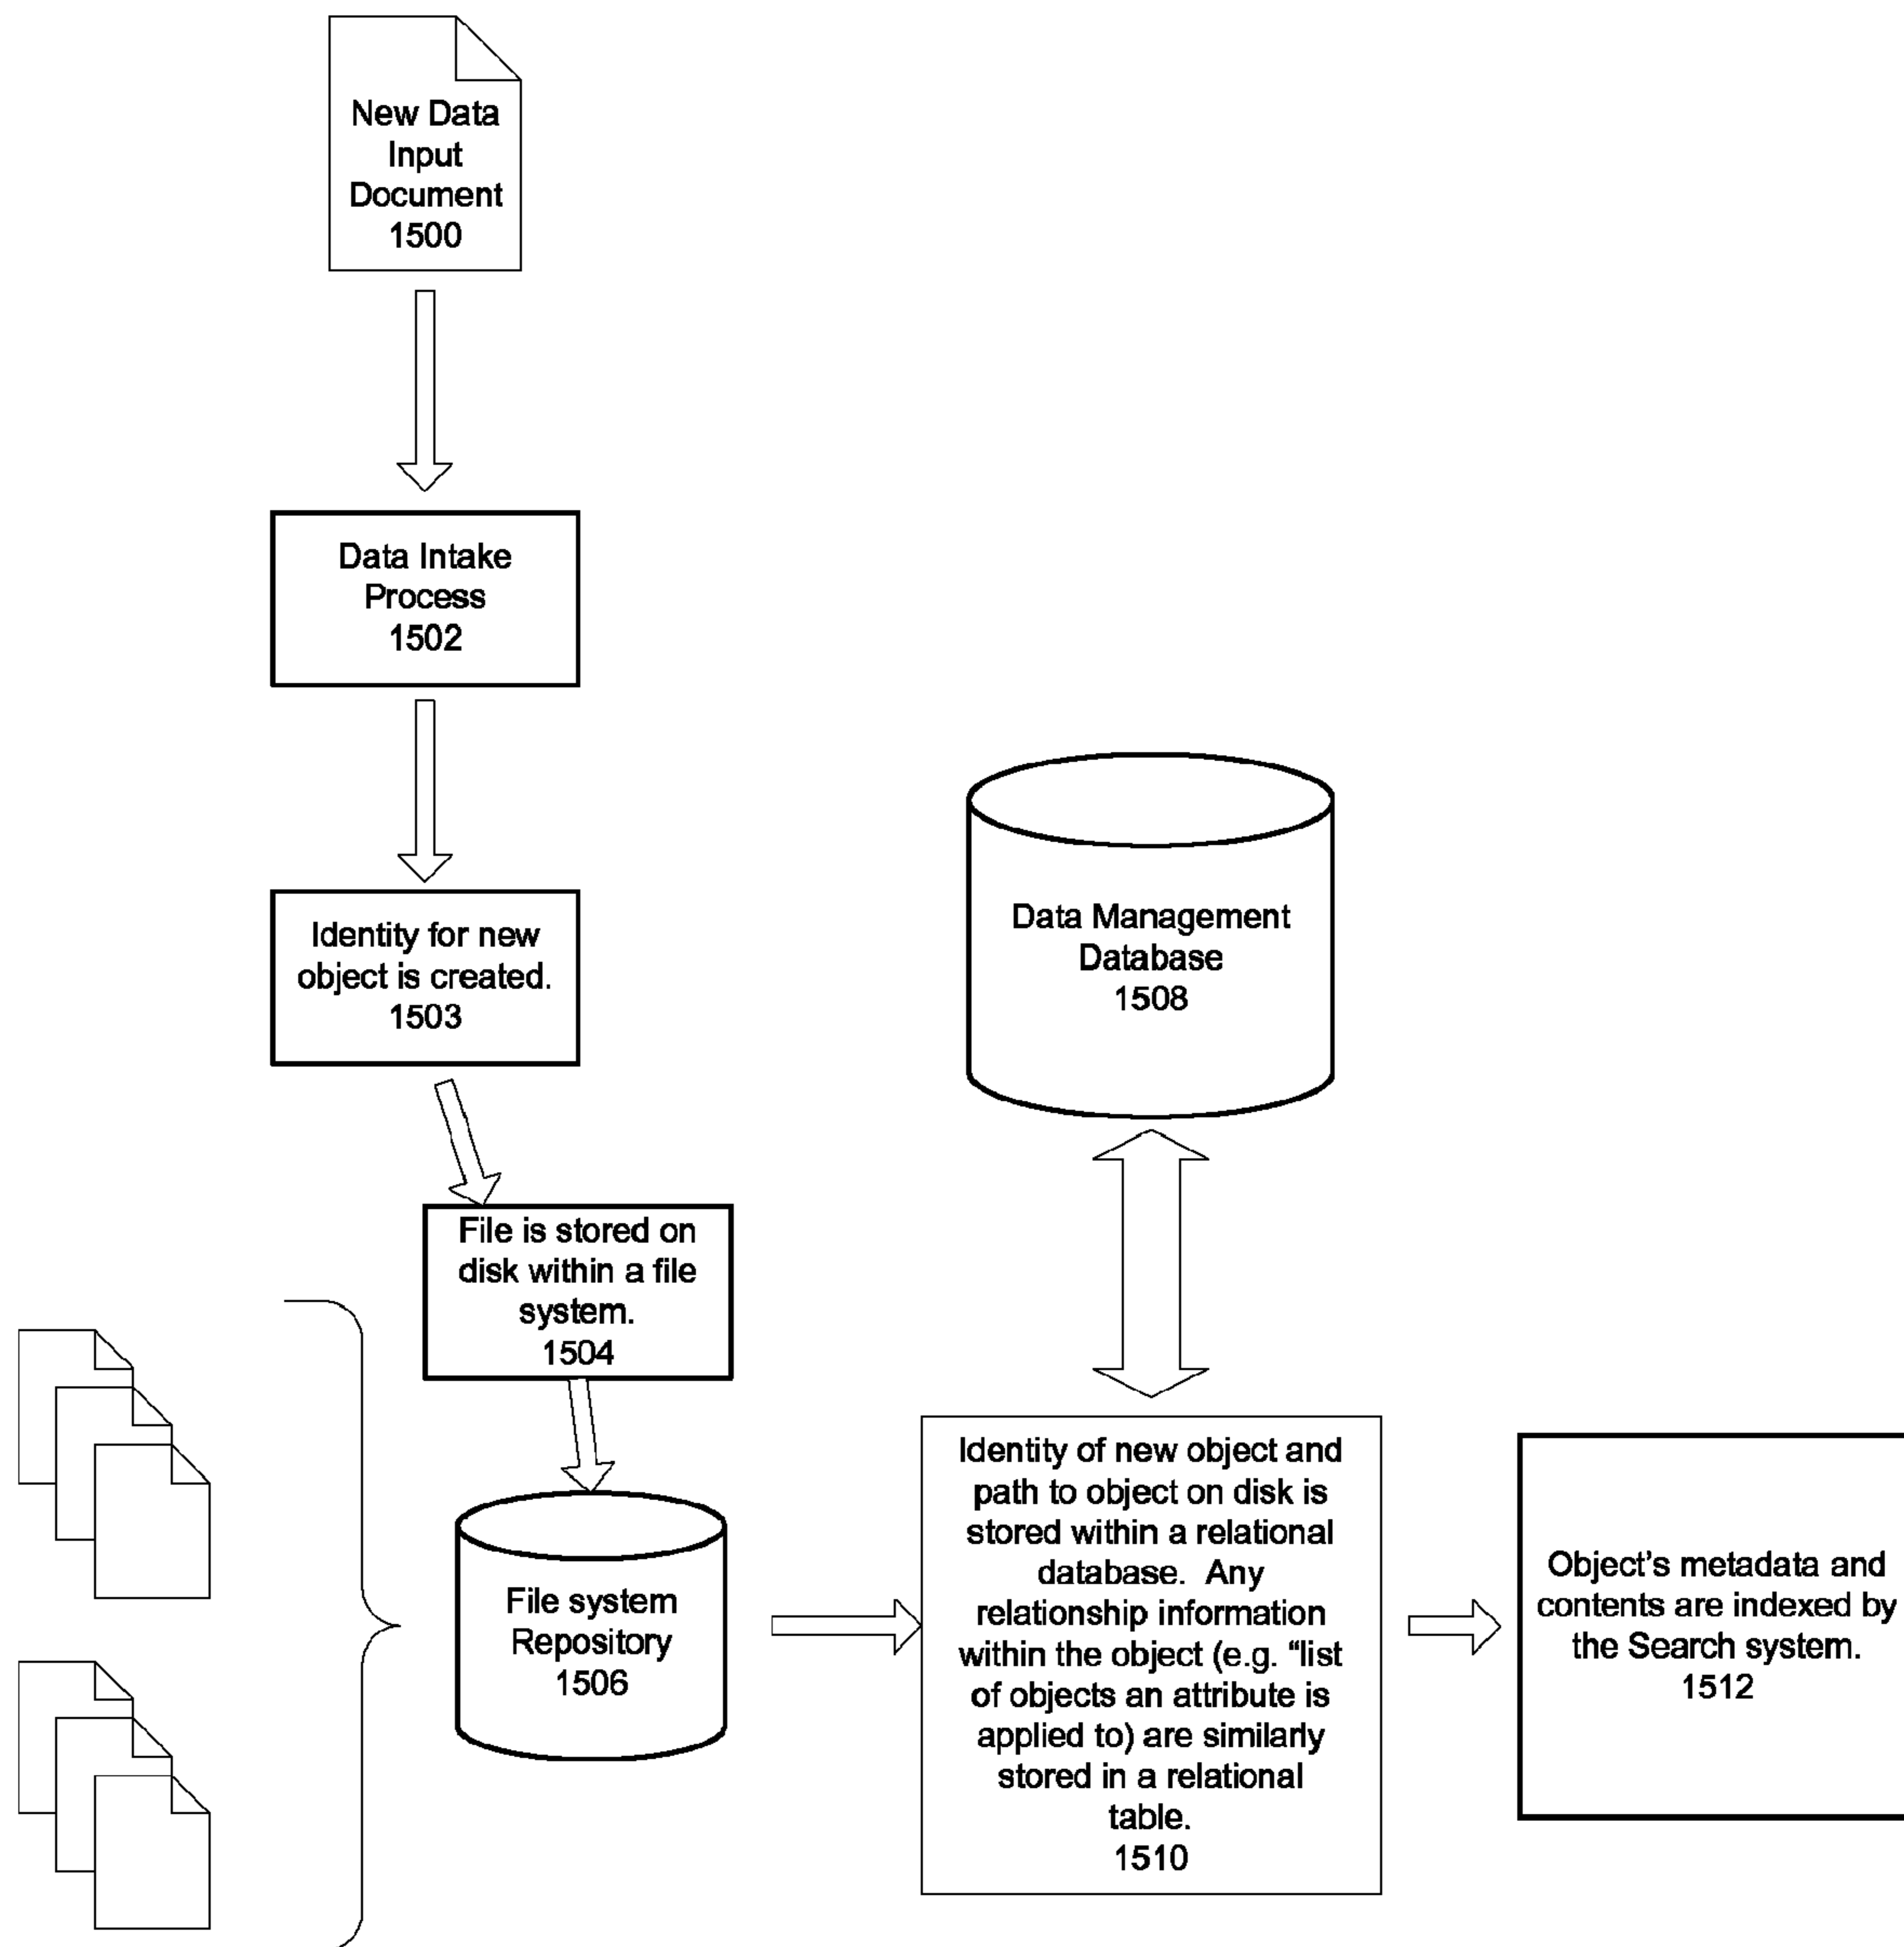 New Data
Input
Document
1500
Data Intake
Process
1502
Identity for new
object is created.
1503
File is stored on
disk within a file
system.
1504
File system
Repository
1506
Data Management
Database
1508
Identity of new object and
path to object on disk is
stored within a relational
database.  Any
relationship information
within the object (e.g. “list
of objects an attribute is
applied to) are similarly
stored in a relational
table.
1510
Object’s metadata and
contents are indexed by
the Search system.
1512